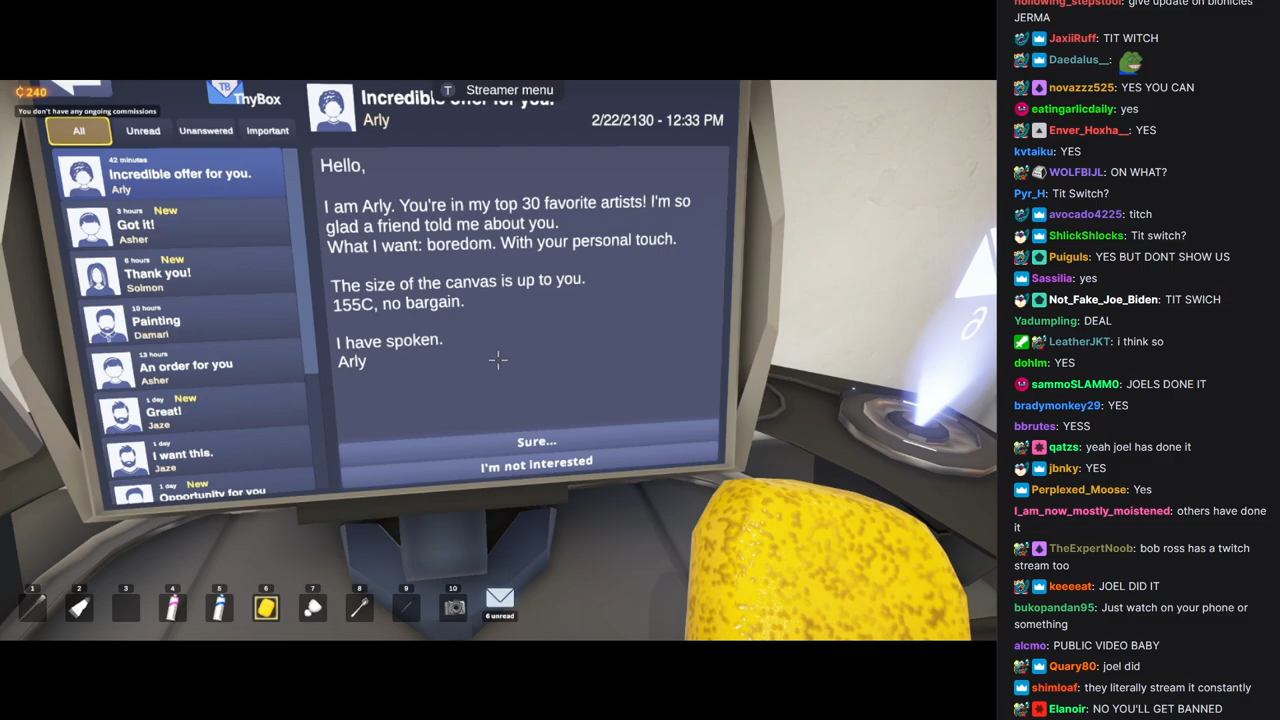 240
You don't have any ongoing commissions
TB
ThyBox
T Streamer menu
All
Unread
Unanswered
Important
42 minutes
Incredible offer for you.
Arly
3 hours New
Got it!
Asher
6 hours New
Thank you!
Solmon
10 hours
Painting
Damari
13 hours
An order for you
Asher
1 day New
Great!
Jaze
1 day
I want this.
Jaze
1 day New
Opportunity for you
Incredible offer for you.
Arly
2/22/2130 - 12:33 PM
Hello,
I am Arly. You're in my top 30 favorite artists! I'm so
glad a friend told me about you.
What I want: boredom. With your personal touch.
The size of the canvas is up to you.
155C, no bargain.
I have spoken.
Arly
Sure...
I'm not interested
1 2 3 4 5 6 7 8 9 10
6 unread
hollowing_stepstool: give update on bionicles
JERMA
JaxiiRuff: TIT WITCH
Daedalus__:
novazzz525: YES YOU CAN
eatingarlicdaily: yes
Enver_Hoxha__: YES
kvtaiku: YES
WOLFBIJL: ON WHAT?
Pyr_H: Tit Switch?
avocado4225: titch
ShlickShlocks: Tit switch?
Puiguls: YES BUT DONT SHOW US
Sassilia: yes
Not_Fake_Joe_Biden: TIT SWICH
Yadumpling: DEAL
LeatherJKT: i think so
dohlm: YES
sammoSLAMM0: JOELS DONE IT
bradymonkey29: YES
bbrutes: YESS
qatzs: yeah joel has done it
jbnky: YES
Perplexed_Moose: Yes
I_am_now_mostly_moistened: others have done
it
TheExpertNoob: bob ross has a twitch
stream too
keeeeat: JOEL DID IT
bukopandan95: Just watch on your phone or
something
alcmo: PUBLIC VIDEO BABY
Quary80: joel did
shimloaf: they literally stream it constantly
Elanoir: NO YOU'LL GET BANNED